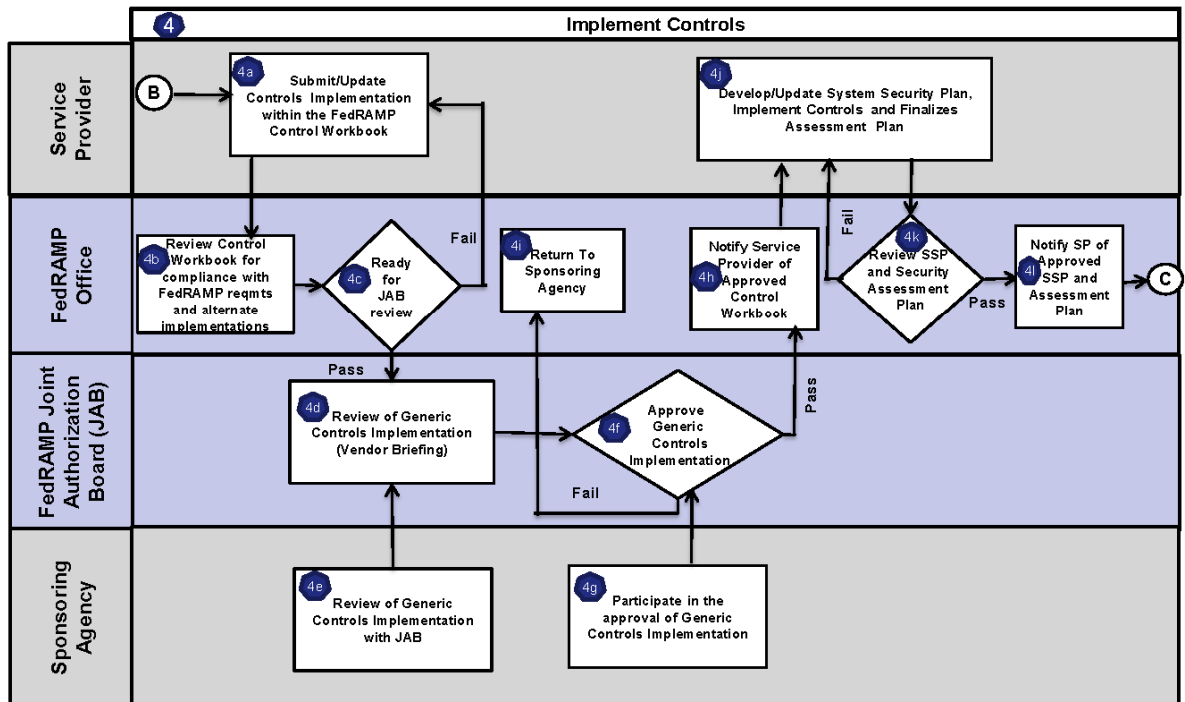 4
Implement Controls
Service
Provider
B
4a
Submit/Update
Controls Implementation
within the FedRAMP
Control Workbook
4j
Develop/Update System Security Plan,
Implement Controls and Finalizes
Assessment Plan
FedRAMP
Office
4b
Review Control
Workbook for
compliance with
FedRAMP reqmts
and alternate
implementations
4c
Ready
for
JAB
review
Fail
4i
Return To
Sponsoring
Agency
4h
Notify Service
Provider of
Approved
Control
Workbook
Fail
4k
Review SSP
and Security
Assessment
Plan
Pass
4l
Notify SP of
Approved
SSP and
Assessment
Plan
C
FedRAMP Joint
Authorization
Board (JAB)
Pass
4d
Review of Generic
Controls Implementation
(Vendor Briefing)
4f
Approve
Generic
Controls
Implementation
Fail
Pass
Sponsoring
Agency
4e
Review of Generic
Controls Implementation
with JAB
4g
Participate in the
approval of Generic
Controls Implementation